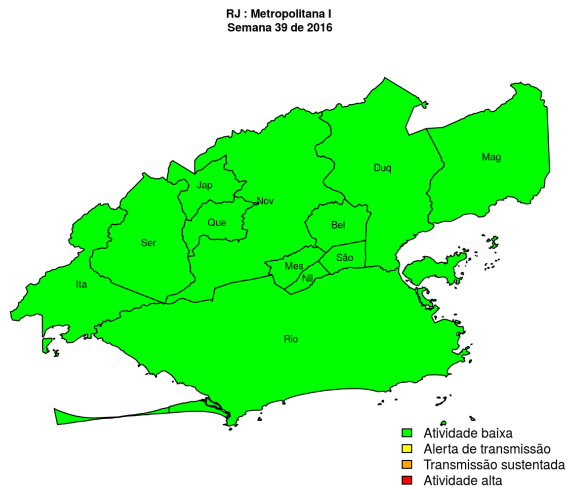 RJ : Metropolitana I
Semana 39 de 2016
Mag
Duq
Jap
Nov
Que
Bel
Ser
São
Mes
Nil
Ita
Rio
Atividade baixa
Alerta de transmissão
Transmissão sustentada
Atividade alta